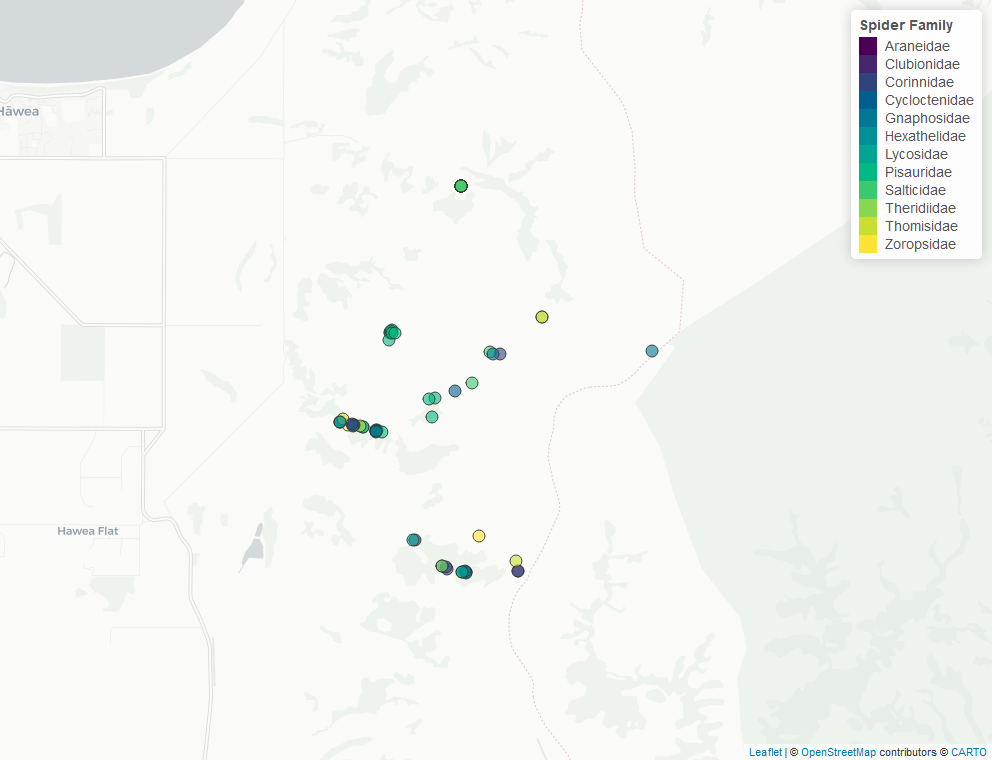 Spider Family
Araneidae
Clubionidae
Corinnidae
Cycloctenidae
Gnaphosidae
Hexathelidae
Lycosidae
Pisauridae
Salticidae
Theridiidae
Thomisidae
Zoropsidae
Hāwea
Hawea Flat
Leaflet | © OpenStreetMap contributors © CARTO